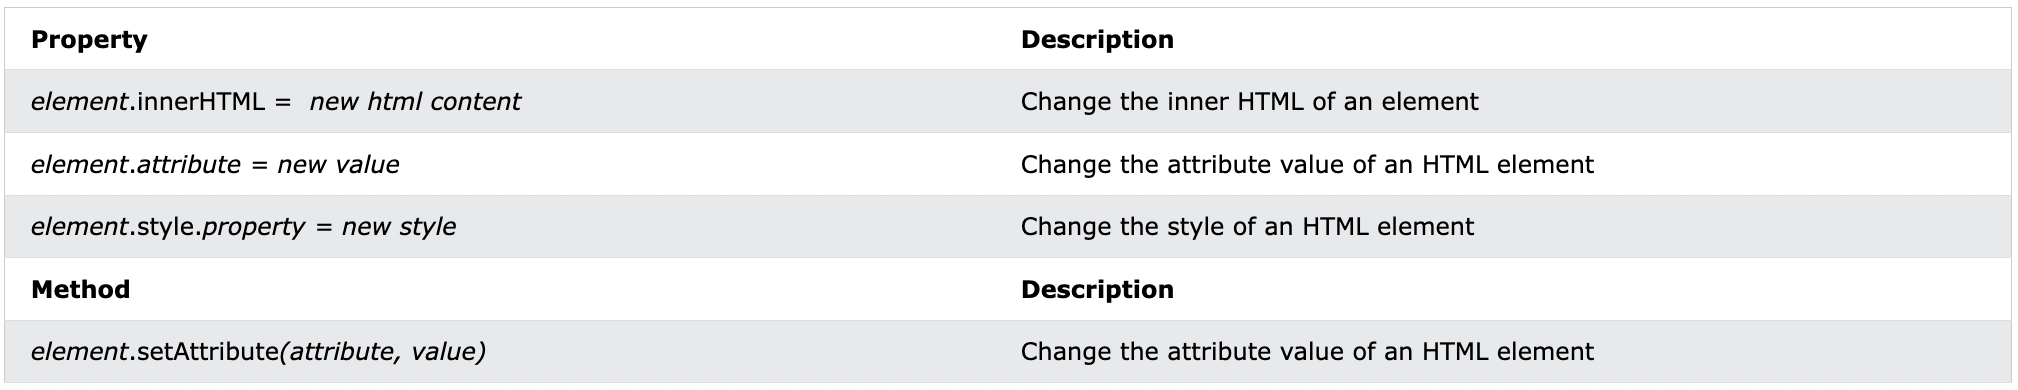 Property Description
element.innerHTML =  new html content Change the inner HTML of an element
element.attribute = new value Change the attribute value of an HTML element
element.style.property = new style Change the style of an HTML element
Method Description
element.setAttribute(attribute, value) Change the attribute value of an HTML element